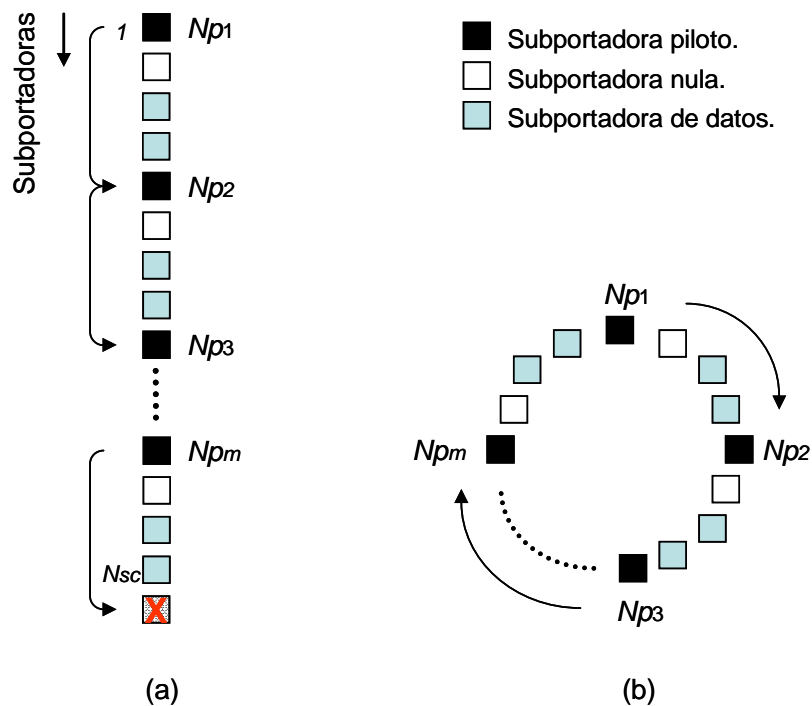 Subportadoras
1
Np1
Np2
Np3
Npm
Nsc
X
(a)
Subportadora piloto.
Subportadora nula.
Subportadora de datos.
Np1
Np2
Npm
Np3
(b)